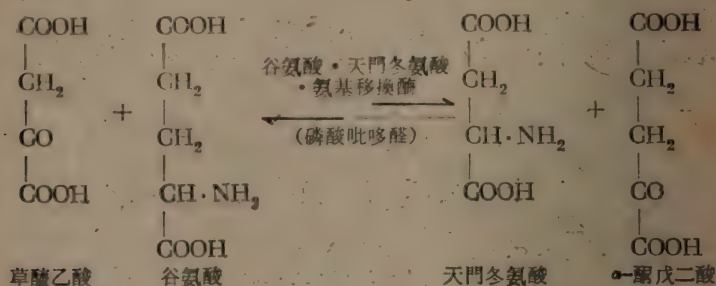 COOH COOH COOH COOH
CH₂ CH₂ CH₂ CH₂
CO + CH₂ 谷氨酸·天門冬氨酸·氨基移換酶 (磷酸吡哆醛) CH·NH₂ + CH₂
COOH CH·NH₂ COOH CO
COOH COOH
草醯乙酸 谷氨酸 天門冬氨酸 α-酮戊二酸